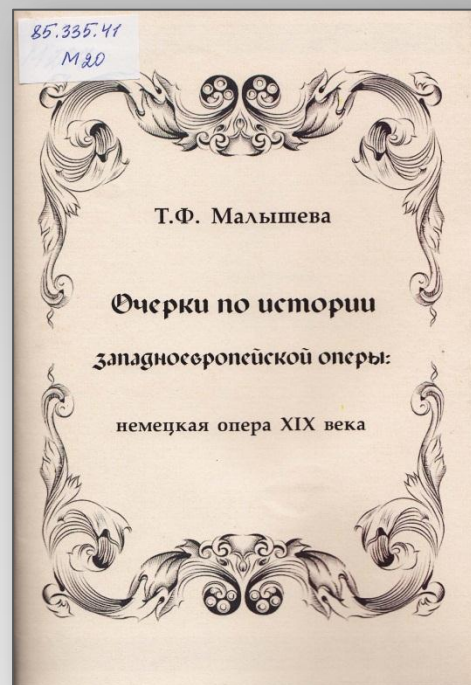 85.335.41
М20
Т.Ф. Малышева
Очерки по истории
западноевропейской оперы:
немецкая опера XIX века